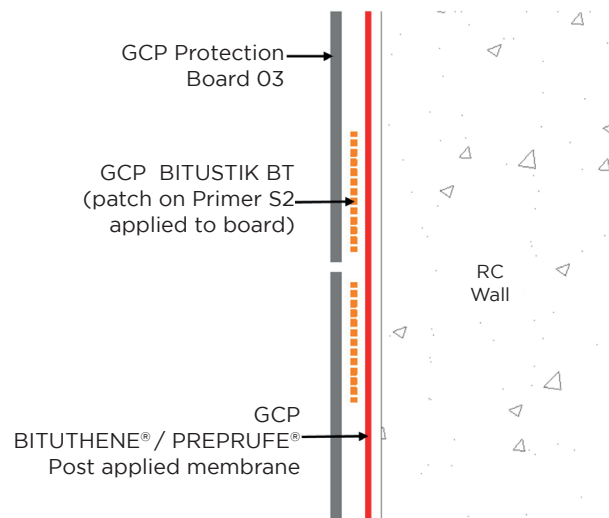 GCP Protection
Board 03
GCP BITUSTIK BT
(patch on Primer S2
applied to board)
RC
Wall
GCP
BITUTHENE® / PREPRUFE®
Post applied membrane